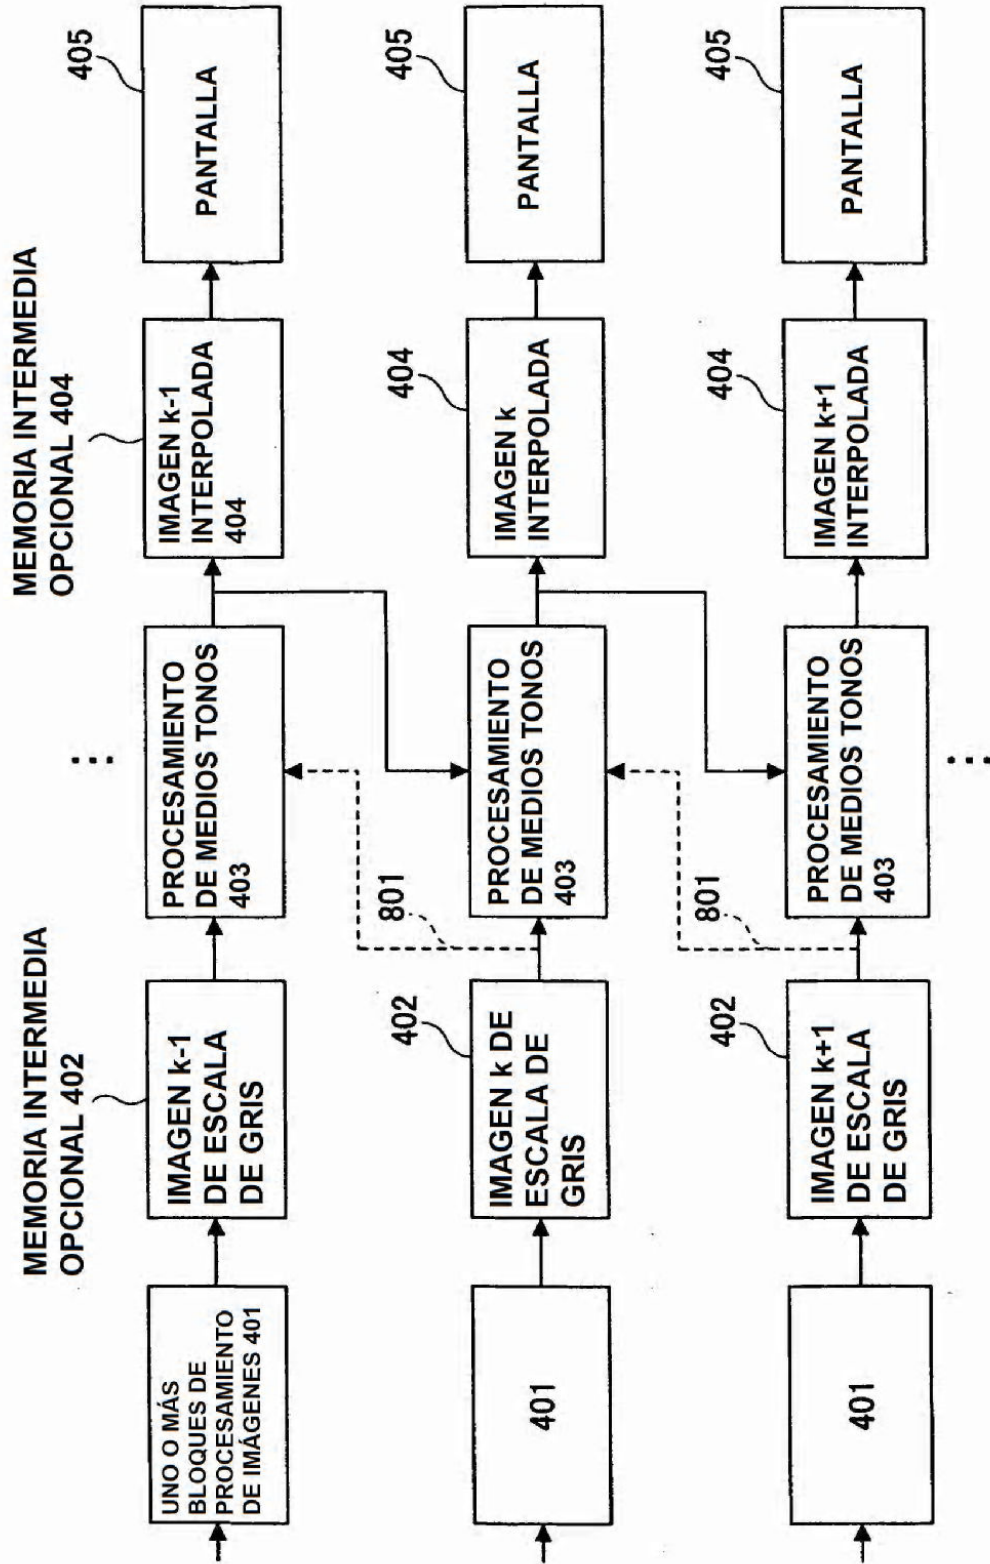 MEMORIA INTERMEDIA
OPCIONAL 402
MEMORIA INTERMEDIA
OPCIONAL 404
405
UNO O MÁS
BLOQUES DE
PROCESAMIENTO
DE IMÁGENES 401
IMAGEN k-1
DE ESCALA
DE GRIS
...
PROCESAMIENTO
DE MEDIOS TONOS
403
IMAGEN k-1
INTERPOLADA
404
PANTALLA
801
402
404
405
401
IMAGEN k DE
ESCALA DE
GRIS
PROCESAMIENTO
DE MEDIOS TONOS
403
IMAGEN k
INTERPOLADA
PANTALLA
801
402
404
405
401
IMAGEN k+1
DE ESCALA
DE GRIS
PROCESAMIENTO
DE MEDIOS TONOS
403
IMAGEN k+1
INTERPOLADA
PANTALLA
...